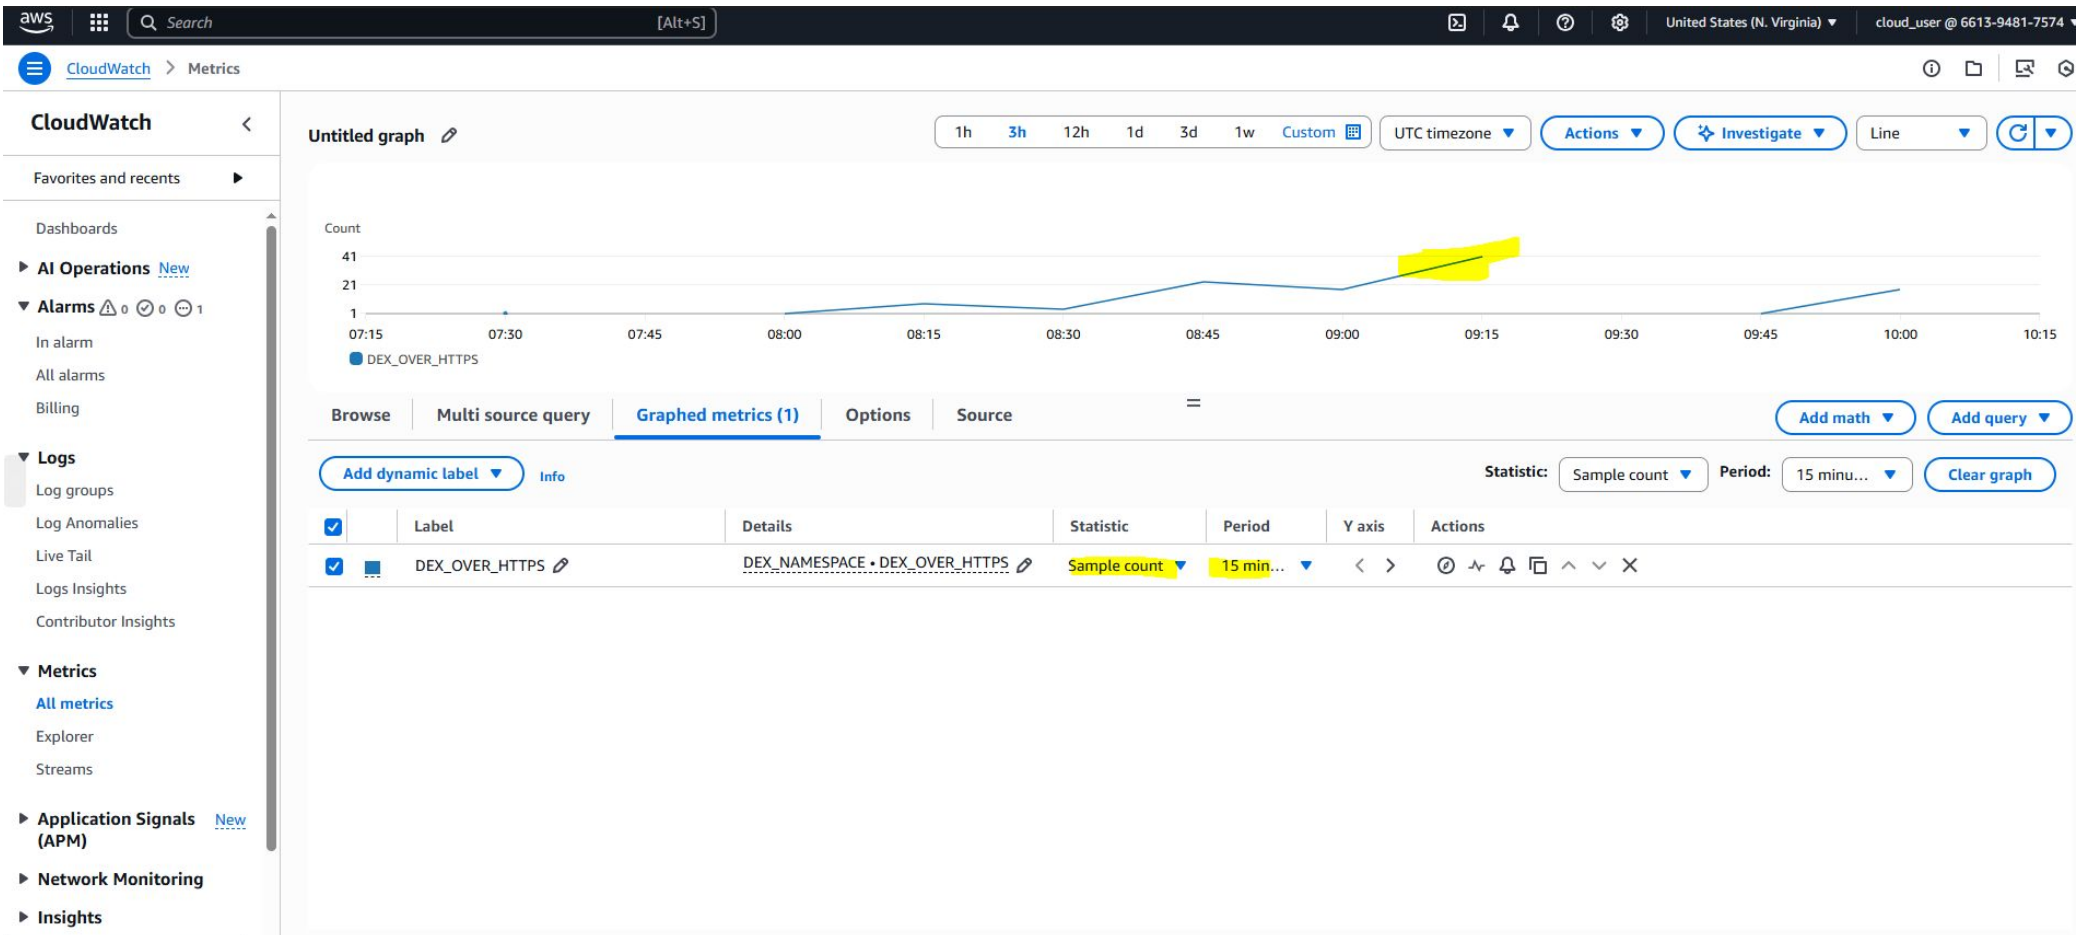 aws Search [Alt+S] United States (N. Virginia) cloud_user @ 6613-9481-7574
CloudWatch > Metrics
CloudWatch
Favorites and recents
Dashboards
AI Operations New
Alarms 0 0 1
In alarm
All alarms
Billing
Logs
Log groups
Log Anomalies
Live Tail
Logs Insights
Contributor Insights
Metrics
All metrics
Explorer
Streams
Application Signals New
(APM)
Network Monitoring
Insights
Untitled graph 1h 3h 12h 1d 3d 1w Custom UTC timezone Actions Investigate Line
Count
41
21
1
07:15 07:30 07:45 08:00 08:15 08:30 08:45 09:00 09:15 09:30 09:45 10:00 10:15
DEX_OVER_HTTPS
Browse Multi source query Graphed metrics (1) Options Source Add math Add query
Add dynamic label Info Statistic: Sample count Period: 15 minu... Clear graph
Label Details Statistic Period Y axis Actions
DEX_OVER_HTTPS DEX_NAMESPACE • DEX_OVER_HTTPS Sample count 15 min... < >